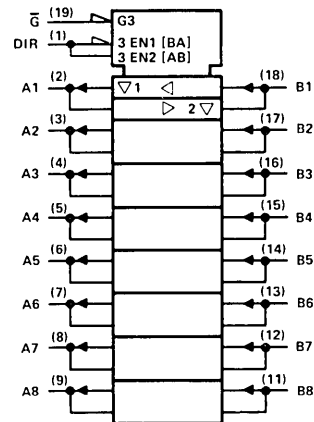 G̅ (19) G3
DIR (1) 3 EN1 [BA]
3 EN2 [AB]
A1 (2) ▽ 1 ◁ (18) B1
▷ 2 ▽
A2 (3) (17) B2
A3 (4) (16) B3
A4 (5) (15) B4
A5 (6) (14) B5
A6 (7) (13) B6
A7 (8) (12) B7
A8 (9) (11) B8